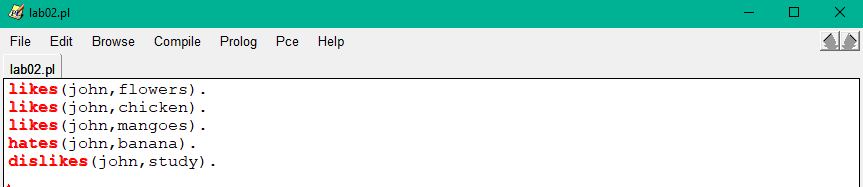 lab02.pl
File Edit Browse Compile Prolog Pce Help
lab02.pl
likes(john,flowers).
likes(john,chicken).
likes(john,mangoes).
hates(john,banana).
dislikes(john,study).